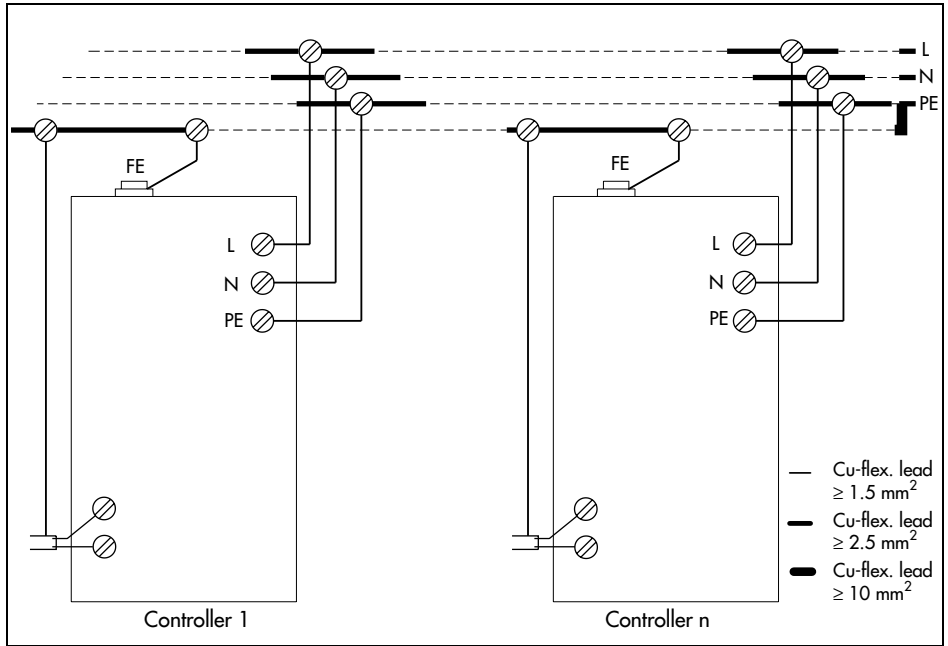 L
N
PE
FE
FE
L
L
N
N
PE
PE
Cu-flex. lead
≥ 1.5 mm²
Cu-flex. lead
≥ 2.5 mm²
Cu-flex. lead
≥ 10 mm²
Controller 1
Controller n